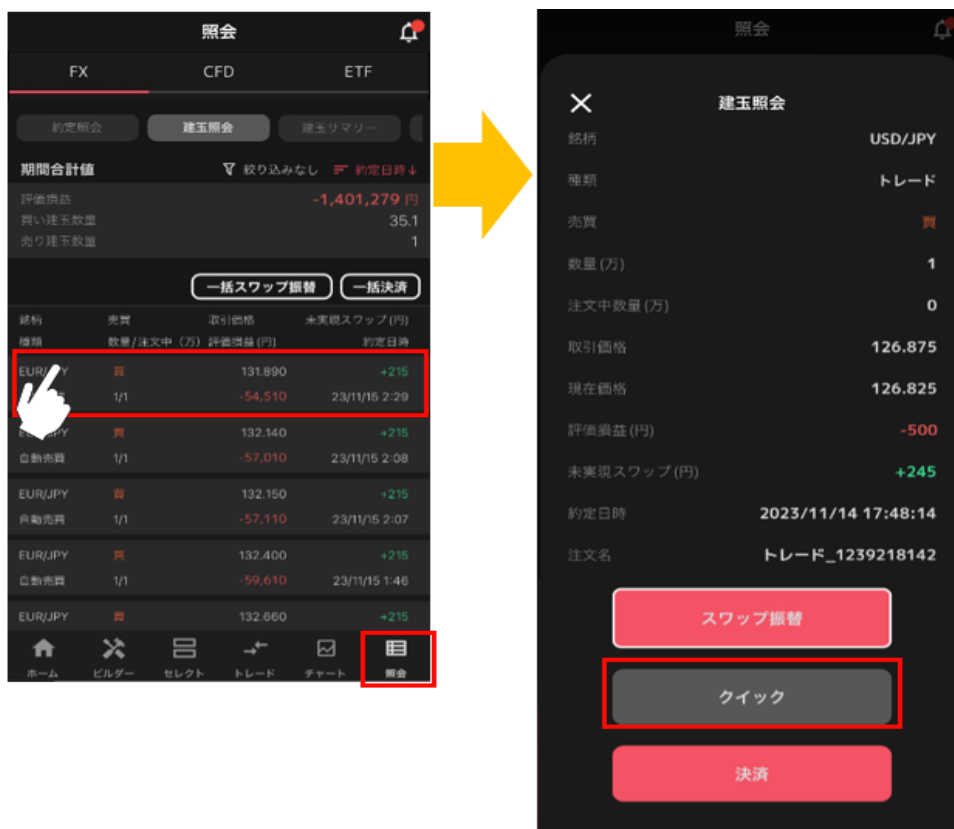 照会
FX CFD ETF
約定照会 建玉照会 建玉サマリー
期間合計値 絞り込みなし 約定日時↓
評価損益 -1,401,279 円
買い建玉数量 35.1
売り建玉数量 1
一括スワップ振替 一括決済
銘柄 売買 取引価格 未実現スワップ(円)
種類 数量/注文中 (万) 評価損益(円) 約定日時
買 131.890 +215
1/1 -54,510 23/11/15 2:29
買 132.140 +215
自動売買 1/1 -57,010 23/11/15 2:08
EUR/JPY 買 132.150 +215
自動売買 1/1 -57,110 23/11/15 2:07
EUR/JPY 買 132.400 +215
自動売買 1/1 -59,610 23/11/15 1:46
EUR/JPY 買 132.660 +215
ホーム ビルダー セレクト トレード チャート 照会
照会
建玉照会
銘柄 USD/JPY
種類 トレード
売買 買
数量(万) 1
注文中数量(万) 0
取引価格 126.875
現在価格 126.825
評価損益(円) -500
未実現スワップ(円) +245
約定日時 2023/11/14 17:48:14
注文名 トレード_1239218142
スワップ振替
クイック
決済